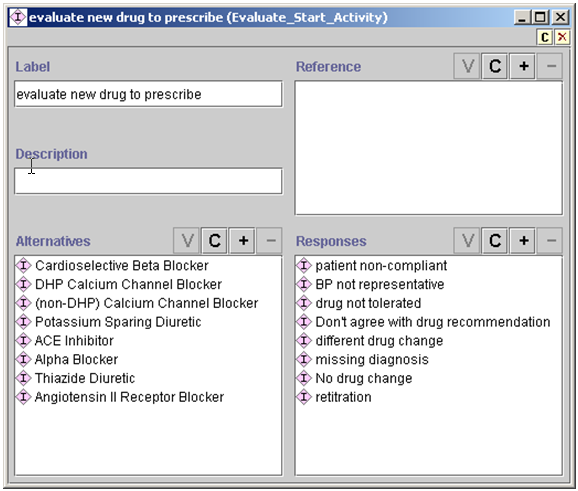 evaluate new drug to prescribe (Evaluate_Start_Activity)
C X
Label
evaluate new drug to prescribe
Description
Reference V C + −
Alternatives V C + −
Cardioselective Beta Blocker
DHP Calcium Channel Blocker
(non-DHP) Calcium Channel Blocker
Potassium Sparing Diuretic
ACE Inhibitor
Alpha Blocker
Thiazide Diuretic
Angiotensin II Receptor Blocker
Responses V C + −
patient non-compliant
BP not representative
drug not tolerated
Don't agree with drug recommendation
different drug change
missing diagnosis
No drug change
retitration